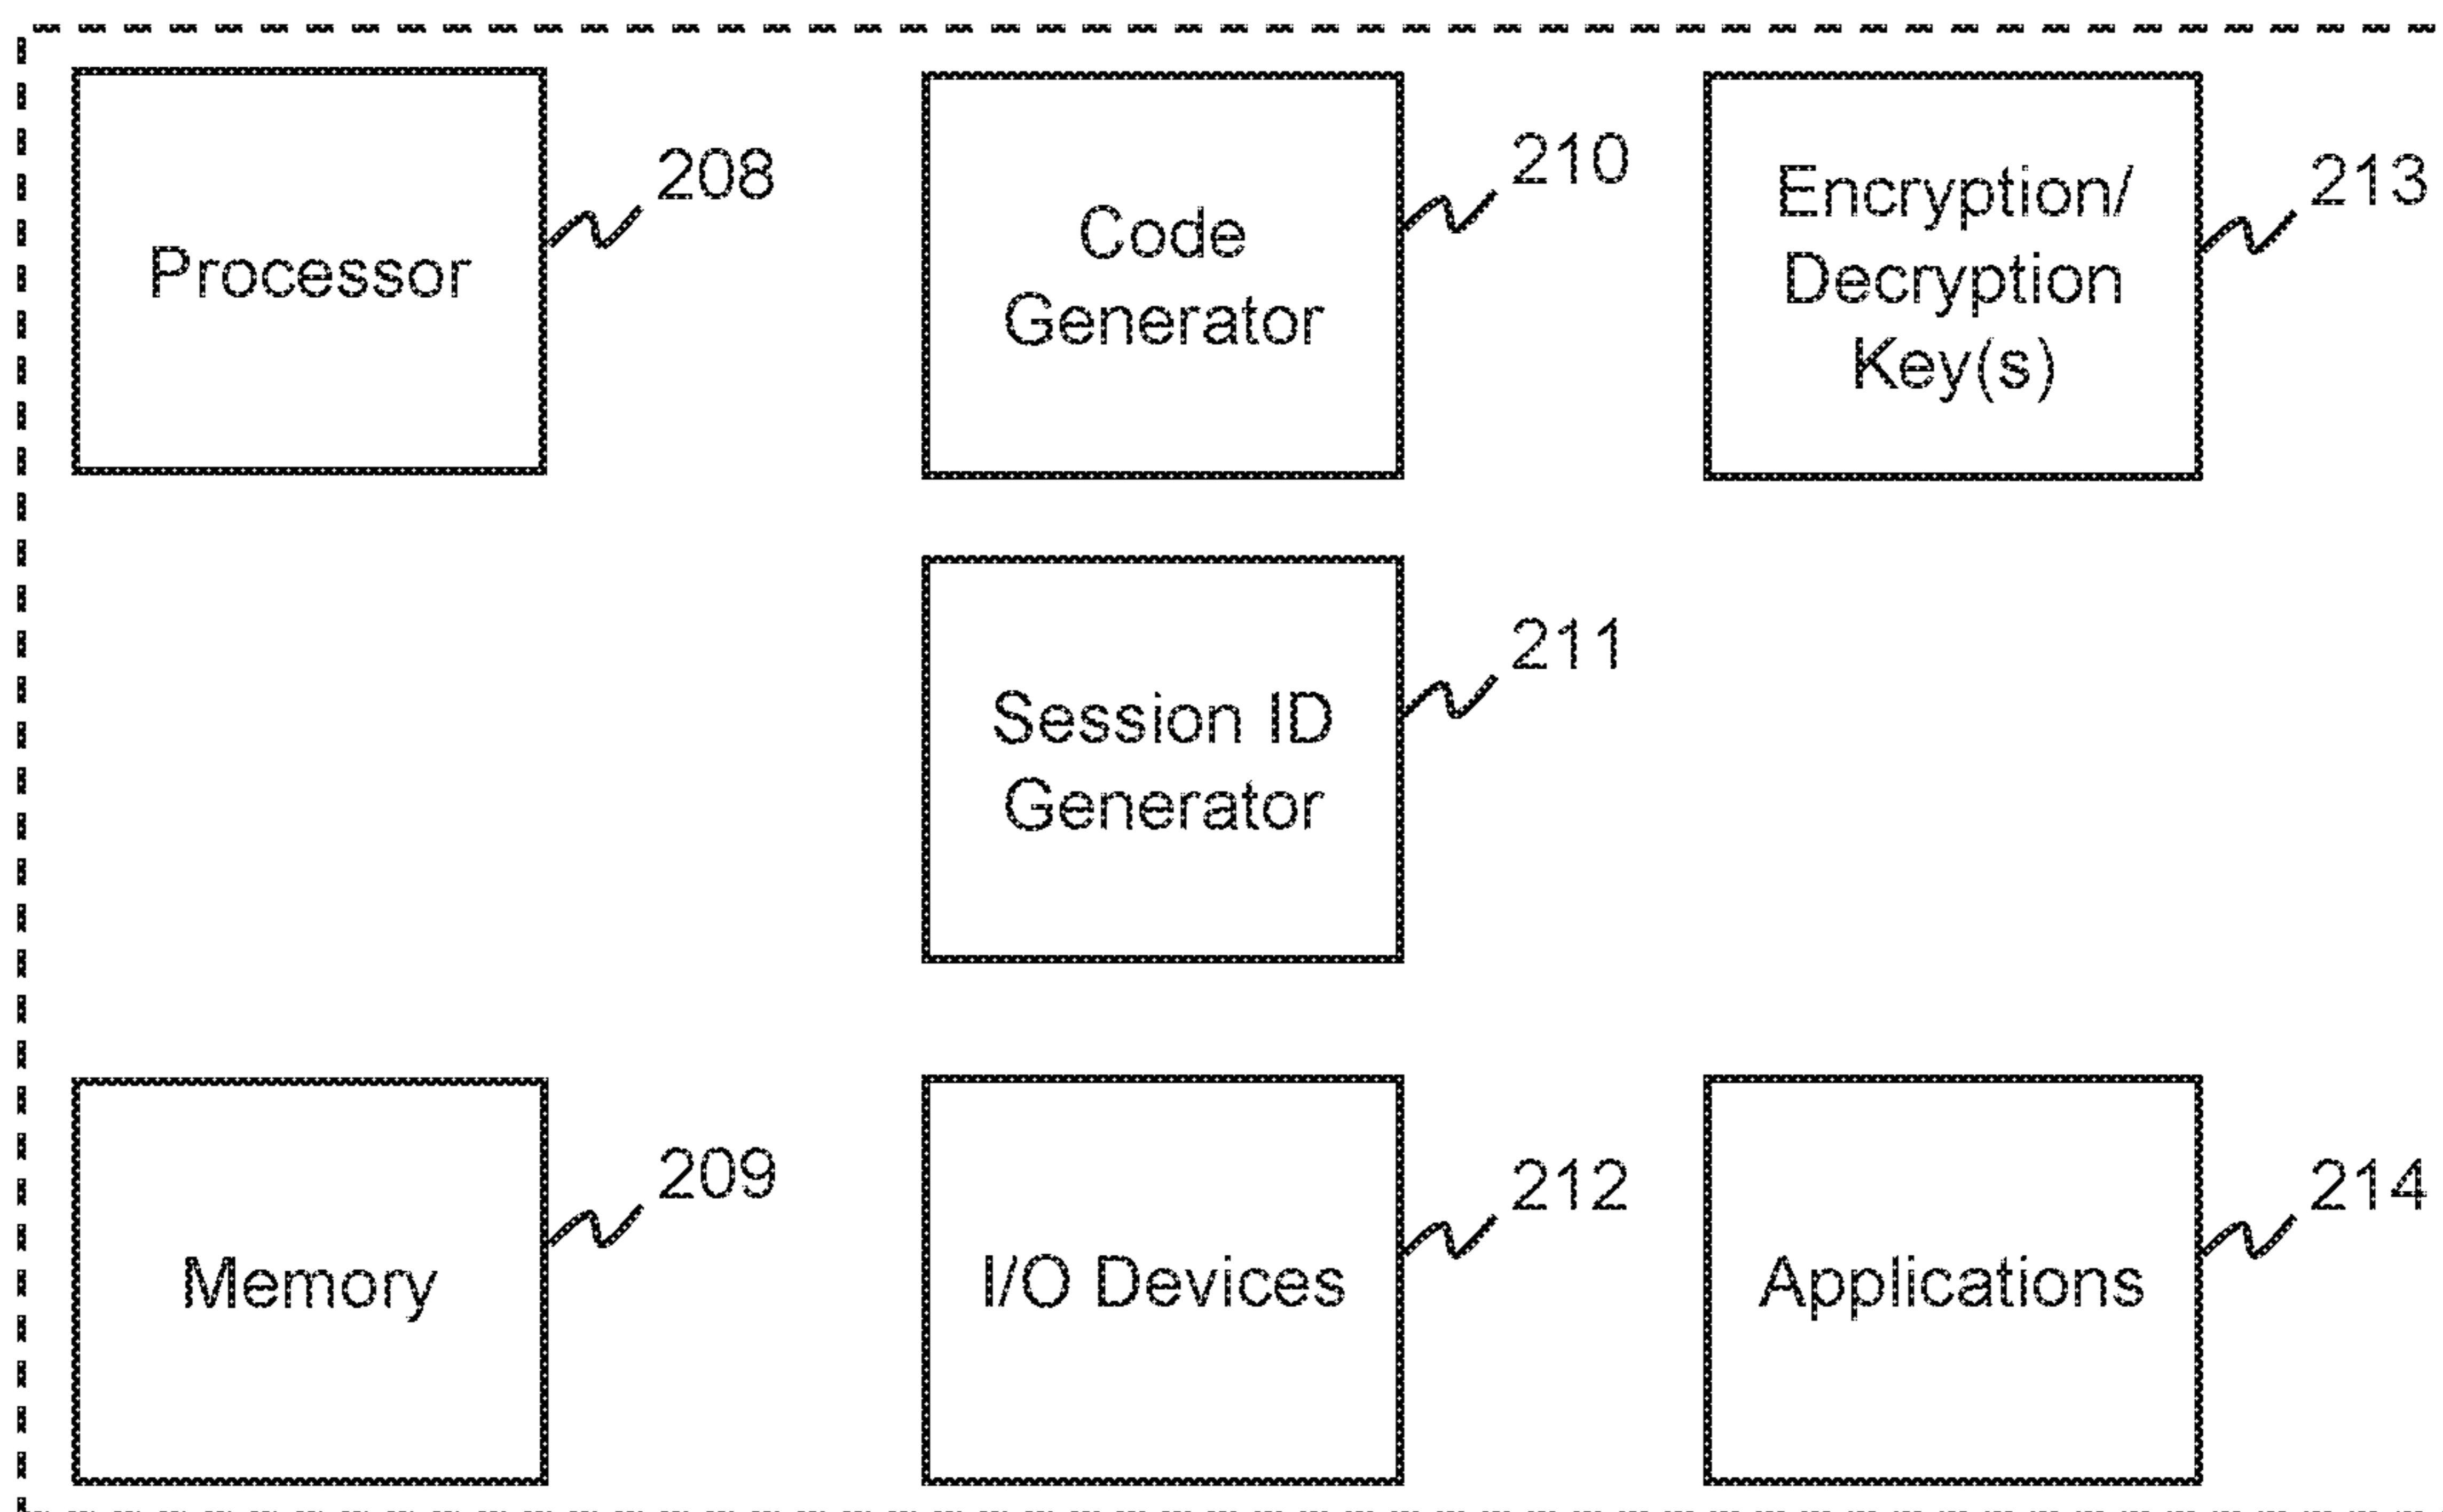 Processor
208
Code
Generator
210
Encryption/
Decryption
Key(s)
213
Session ID
Generator
211
Memory
209
I/O Devices
212
Applications
214